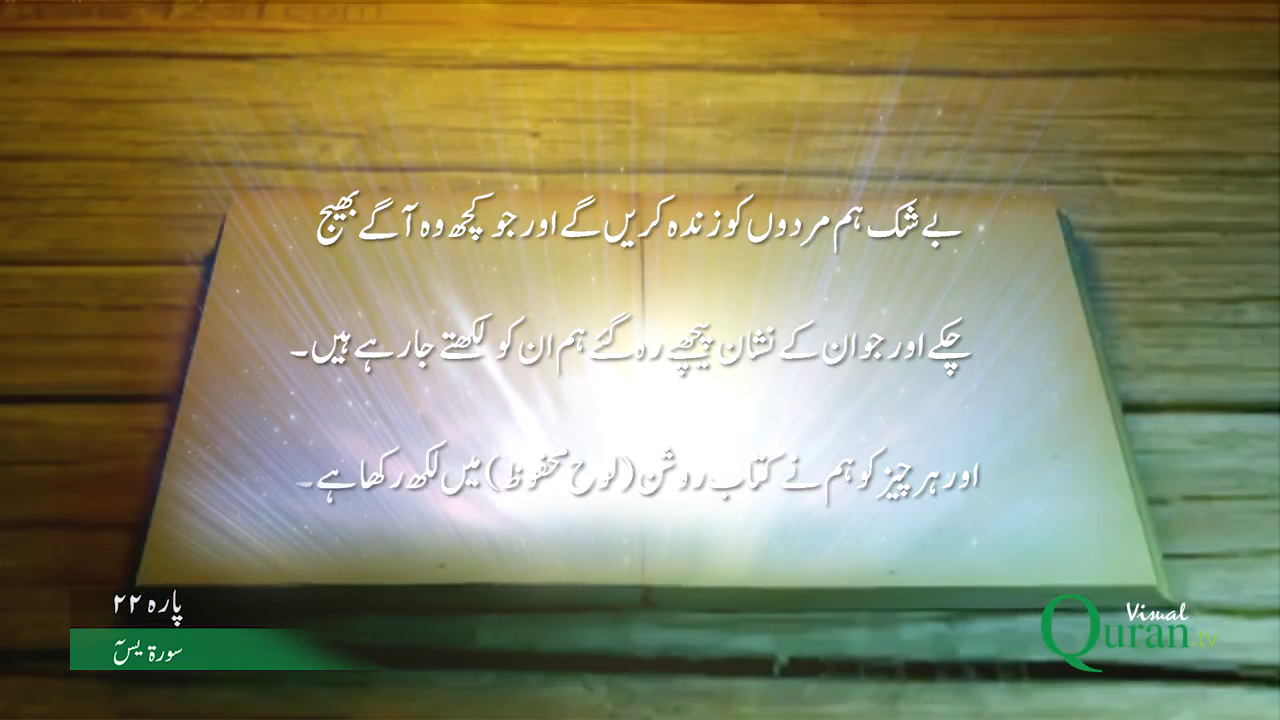 بے شک ہم مردوں کو زندہ کریں گے اور جو کچھ وہ آگے بھیج
چکے اور جو ان کے نشان پیچھے رہ گئے ہم ان کو لکھتے جا رہے ہیں۔
اور ہر چیز کو ہم نے کتاب روشن (لوح محفوظ) میں لکھ رکھا ہے۔
پارہ ۲۲
سورۃ یسٓ
Visual
Quran.tv